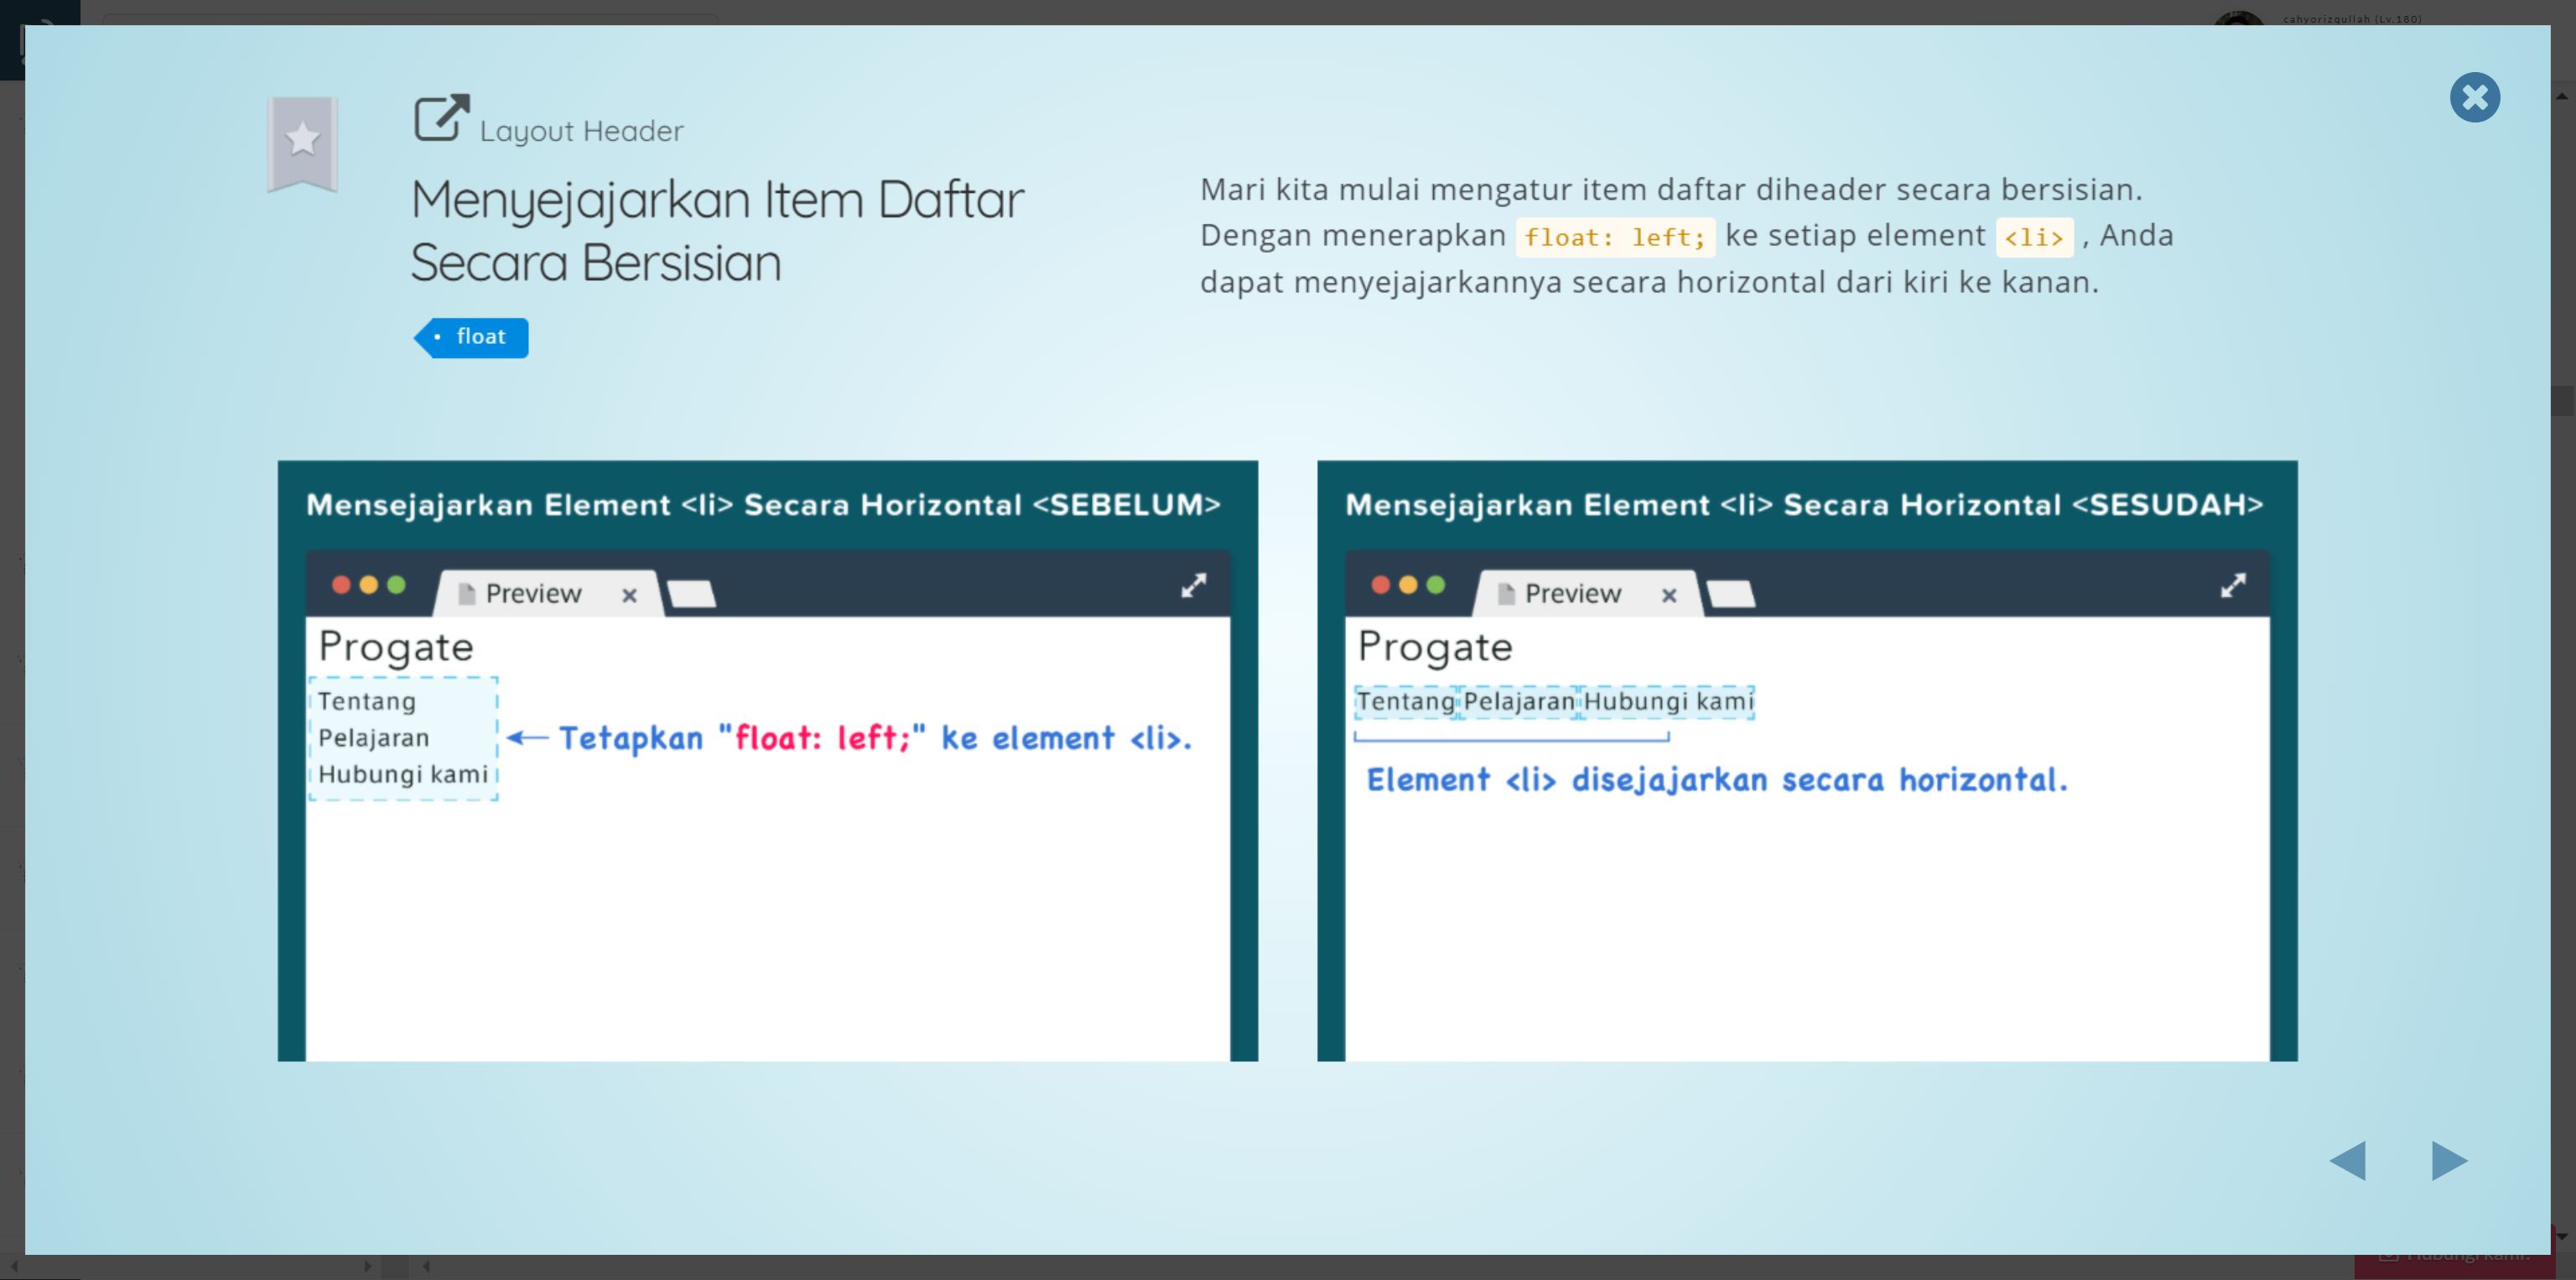 cahyorizqullah (Lv.180)
Layout Header
Menyejajarkan Item Daftar
Secara Bersisian
float
Mari kita mulai mengatur item daftar diheader secara bersisian.
Dengan menerapkan float: left; ke setiap element <li> , Anda
dapat menyejajarkannya secara horizontal dari kiri ke kanan.
Mensejajarkan Element <li> Secara Horizontal <SEBELUM>
Preview
Progate
Tentang
Pelajaran
Hubungi kami
Tetapkan "float: left;" ke element <li>.
Mensejajarkan Element <li> Secara Horizontal <SESUDAH>
Preview
Progate
Tentang Pelajaran Hubungi kami
Element <li> disejajarkan secara horizontal.
Hubungi kami!